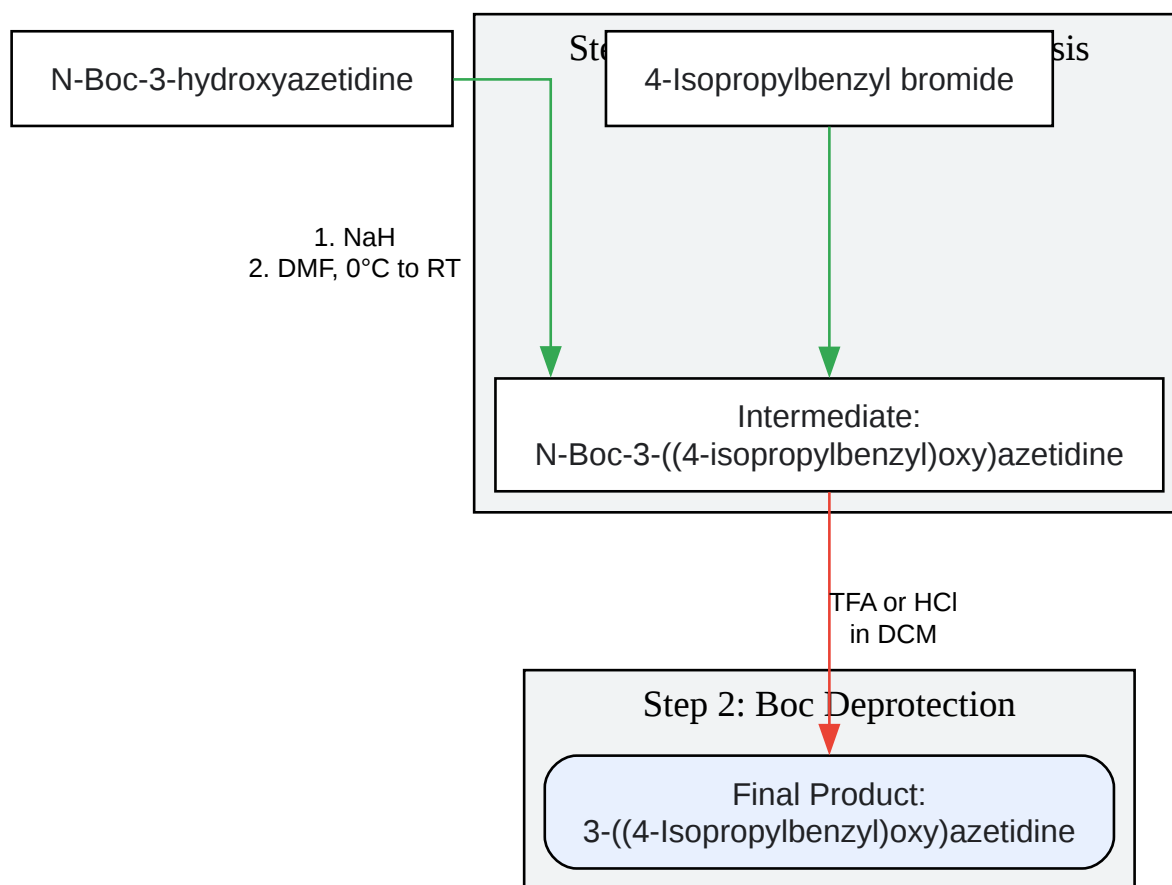 N-Boc-3-hydroxyazetidine
4-Isopropylbenzyl bromide
1. NaH
2. DMF, 0°C to RT
Intermediate:
N-Boc-3-((4-isopropylbenzyl)oxy)azetidine
TFA or HCl
in DCM
Step 2: Boc Deprotection
Final Product:
3-((4-Isopropylbenzyl)oxy)azetidine